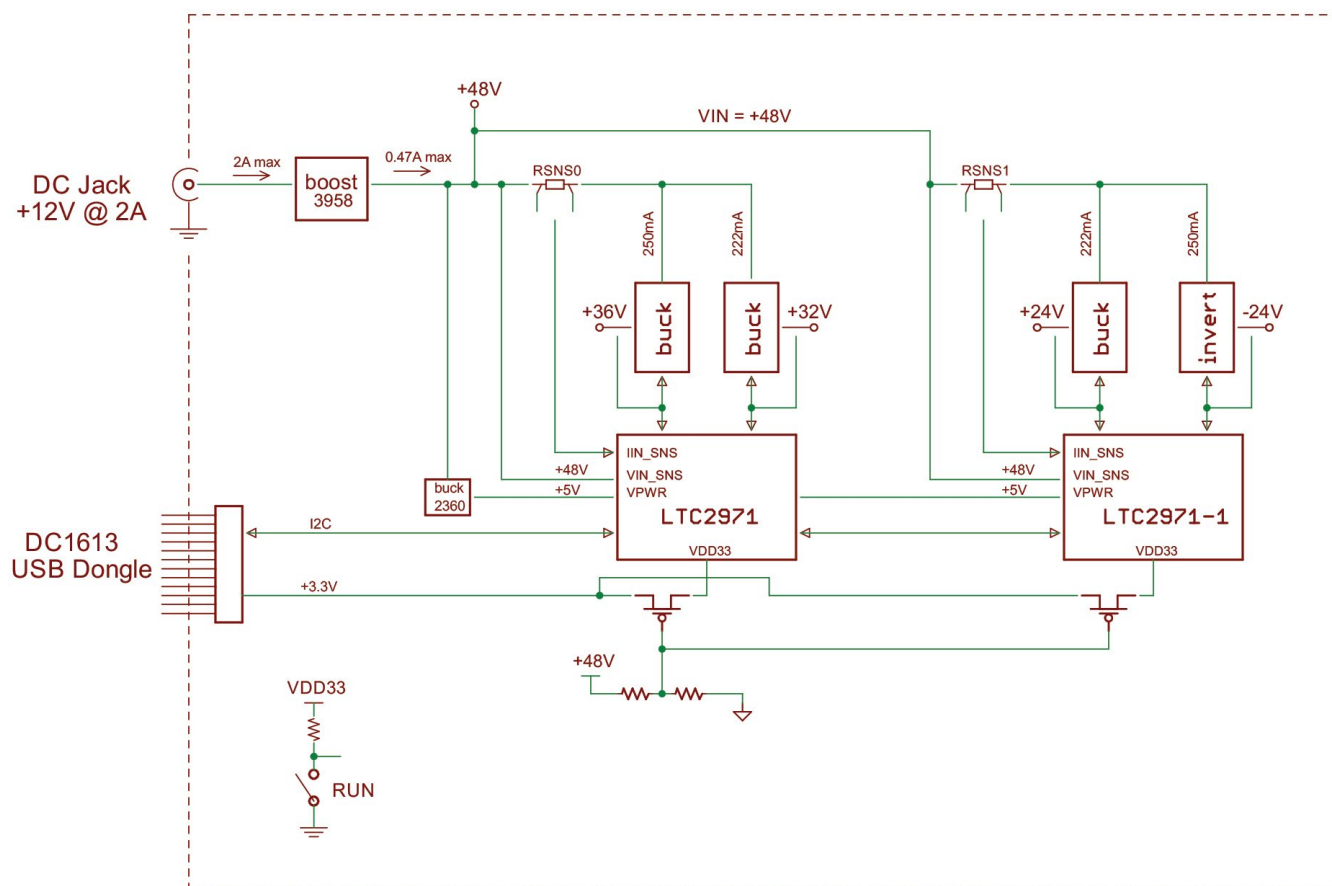 +48V
VIN = +48V
DC Jack
+12V @ 2A
2A max
boost
3958
0.47A max
RSNS0
RSNS1
250mA
222mA
222mA
250mA
+36V
buck
buck
+32V
+24V
buck
invert
-24V
IIN_SNS
VIN_SNS
VPWR
LTC2971
VDD33
+48V
+5V
buck
2360
IIN_SNS
VIN_SNS
VPWR
LTC2971-1
VDD33
+48V
+5V
DC1613
USB Dongle
I2C
+3.3V
+48V
VDD33
RUN